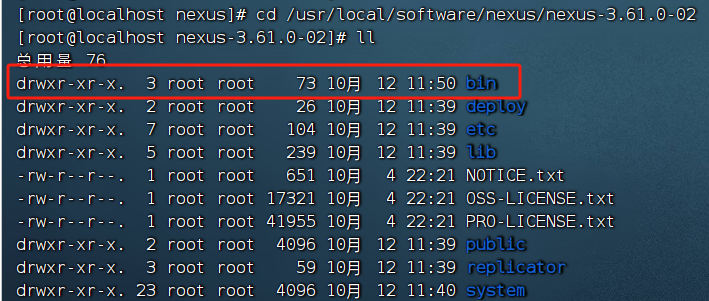 [root@localhost nexus]# cd /usr/local/software/nexus/nexus-3.61.0-02
[root@localhost nexus-3.61.0-02]# ll
总用量 76
drwxr-xr-x. 3 root root 73 10月 12 11:50 bin
drwxr-xr-x. 2 root root 26 10月 12 11:39 deploy
drwxr-xr-x. 7 root root 104 10月 12 11:39 etc
drwxr-xr-x. 5 root root 239 10月 12 11:39 lib
-rw-r--r--. 1 root root 651 10月 4 22:21 NOTICE.txt
-rw-r--r--. 1 root root 17321 10月 4 22:21 OSS-LICENSE.txt
-rw-r--r--. 1 root root 41955 10月 4 22:21 PRO-LICENSE.txt
drwxr-xr-x. 2 root root 4096 10月 12 11:39 public
drwxr-xr-x. 3 root root 59 10月 12 11:39 replicator
drwxr-xr-x. 23 root root 4096 10月 12 11:40 system